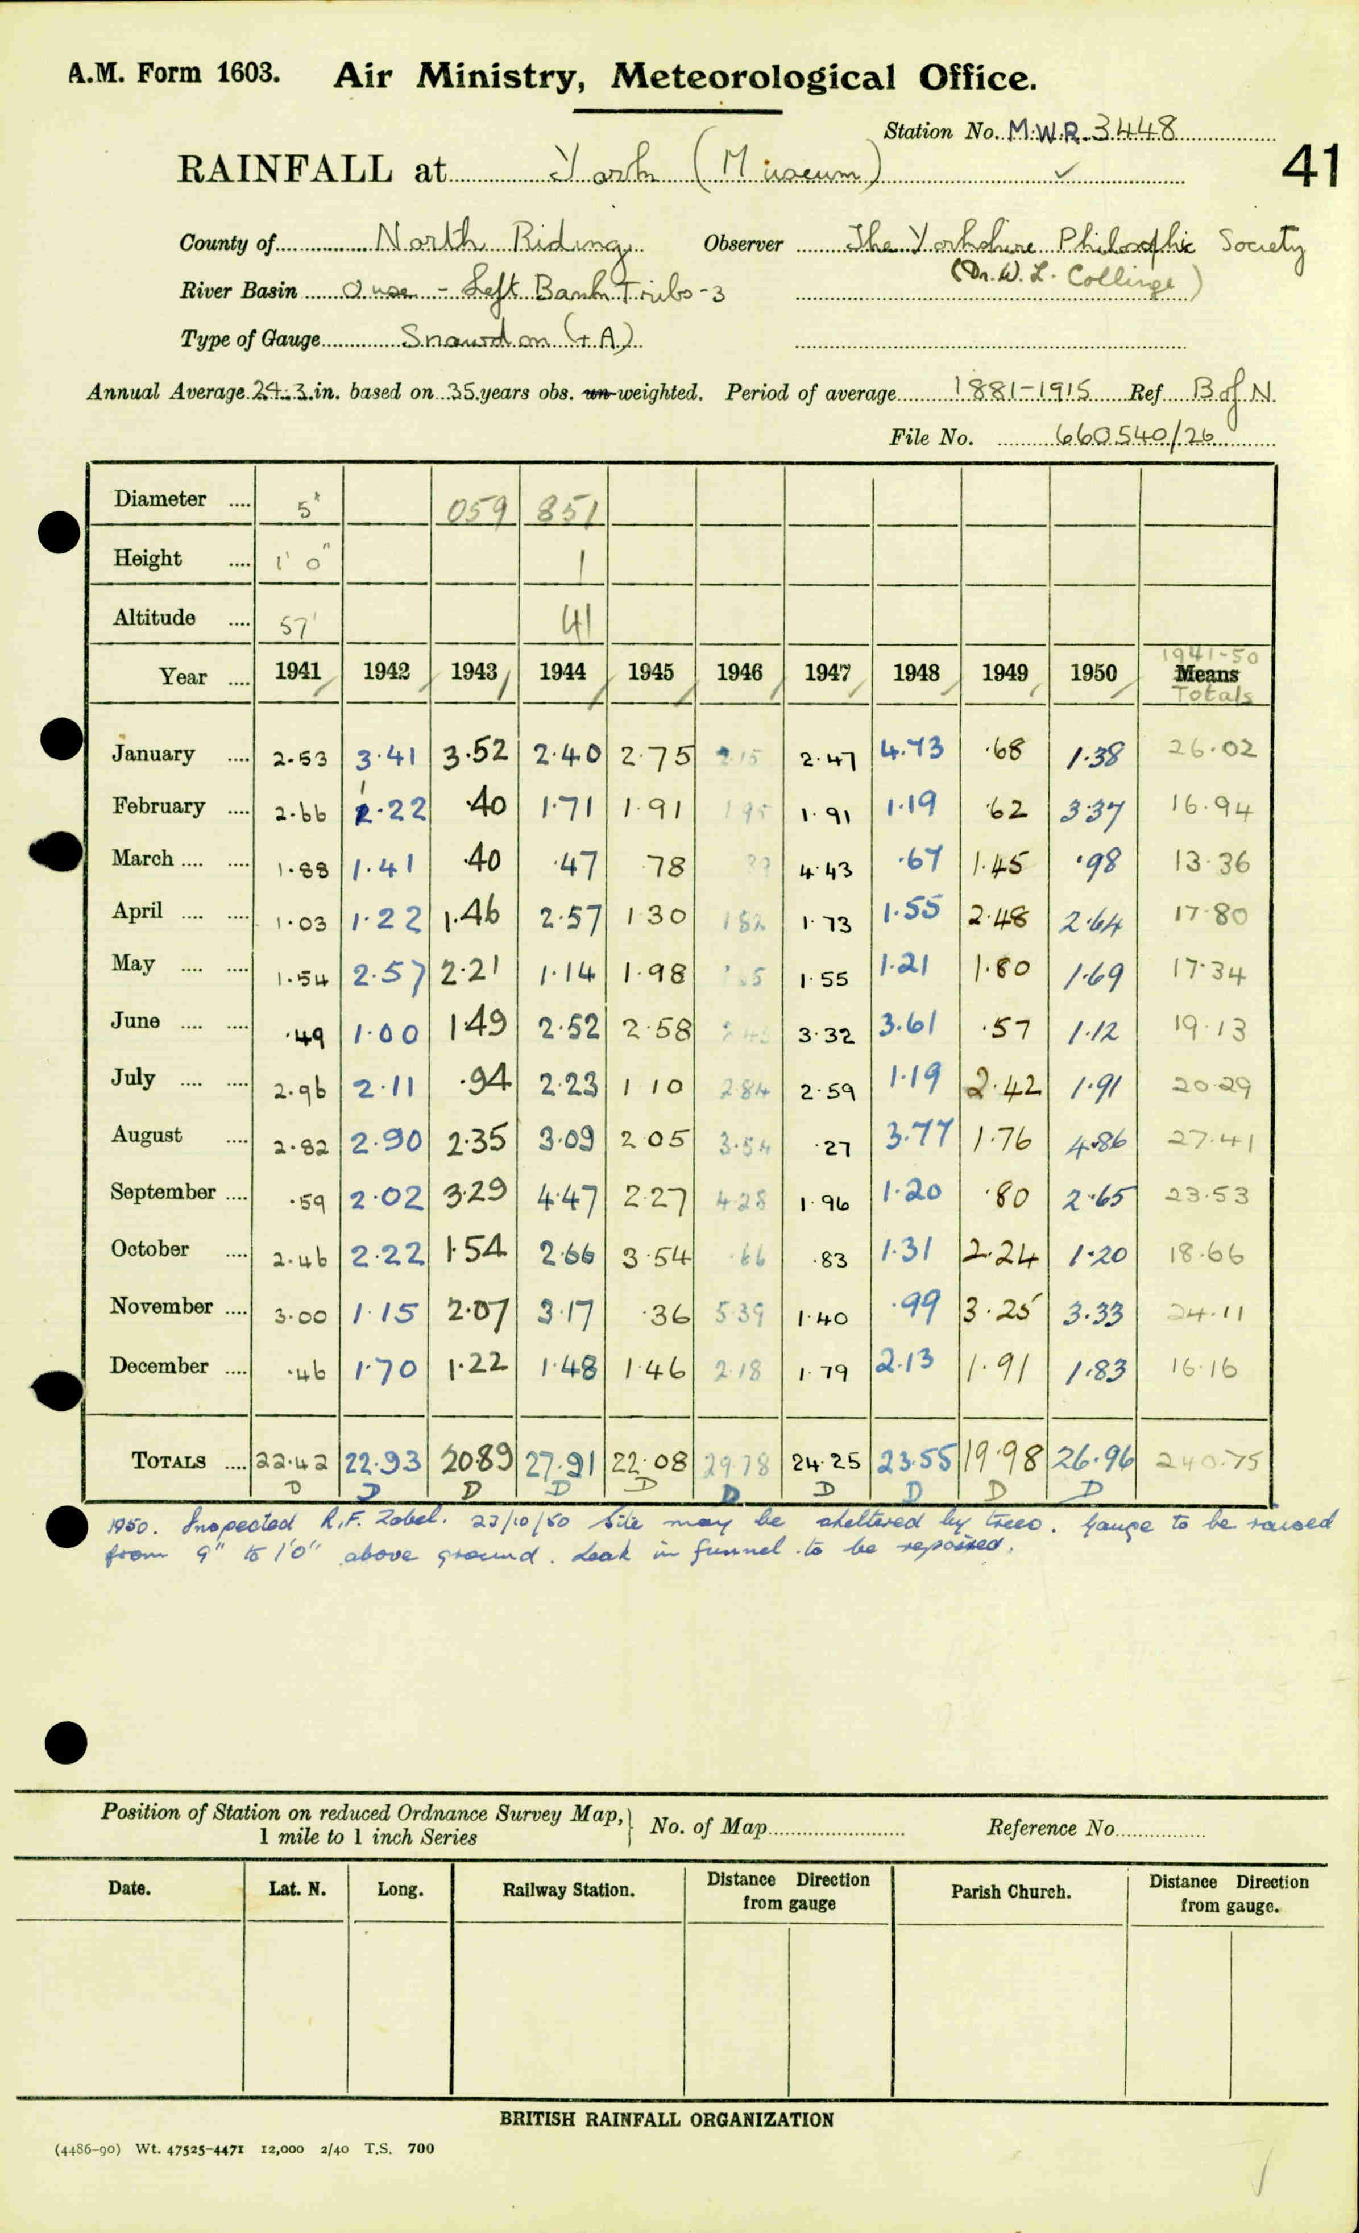 A.M. Form 1603. Air Ministry, Meteorological Office.
Station No. M.W.R. 3448
RAINFALL at York (Museum) ✓ 41
County of North Riding Observer The Yorkshire Philosophic Society
(Dr. W. L. Collinge)
River Basin Ouse - Left Bank Tribs-3
Type of Gauge Snowdon (+A)
Annual Average 24.3 in. based on 35 years obs. un-weighted. Period of average 1881-1915 Ref B of N
File No. 660540/26
Diameter 5" 059 851
Height 1' 0" 1
Altitude 57' 41
1941-50
Year 1941 1942 1943 1944 1945 1946 1947 1948 1949 1950 Means
Totals
January 2.53 3.41 3.52 2.40 2.75 2.15 2.47 4.73 .68 1.38 26.02
February 2.66 1.22 .40 1.71 1.91 1.95 1.91 1.19 .62 3.37 16.94
March 1.88 1.41 .40 .47 .78 .89 4.43 .67 1.45 .98 13.36
April 1.03 1.22 1.46 2.57 1.30 1.82 1.73 1.55 2.48 2.64 17.80
May 1.54 2.57 2.21 1.14 1.98 1.65 1.55 1.21 1.80 1.69 17.34
June .49 1.00 1.49 2.52 2.58 2.43 3.32 3.61 .57 1.12 19.13
July 2.96 2.11 .94 2.23 1.10 2.84 2.59 1.19 2.42 1.91 20.29
August 2.82 2.90 2.35 3.09 2.05 3.54 .27 3.77 1.76 4.86 27.41
September .59 2.02 3.29 4.47 2.27 4.28 1.96 1.20 .80 2.65 23.53
October 2.46 2.22 1.54 2.66 3.54 .66 .83 1.31 2.24 1.20 18.66
November 3.00 1.15 2.07 3.17 .36 5.39 1.40 .99 3.25 3.33 24.11
December .46 1.70 1.22 1.48 1.46 2.18 1.79 2.13 1.91 1.83 16.16
TOTALS 22.42 22.93 20.89 27.91 22.08 29.78 24.25 23.55 19.98 26.96 240.75
D D D D D D D D D D
1950. Inspected R.F. Zobel. 23/10/50 Site may be sheltered by trees. Gauge to be raised
from 9" to 1'0" above ground. Leak in funnel to be repaired.
Position of Station on reduced Ordnance Survey Map, 1 mile to 1 inch Series No. of Map Reference No.
Date. Lat. N. Long. Railway Station. Distance Direction from gauge Parish Church. Distance Direction from gauge.
BRITISH RAINFALL ORGANIZATION
(4486-90) Wt. 47525-4471 12,000 2/40 T.S. 700